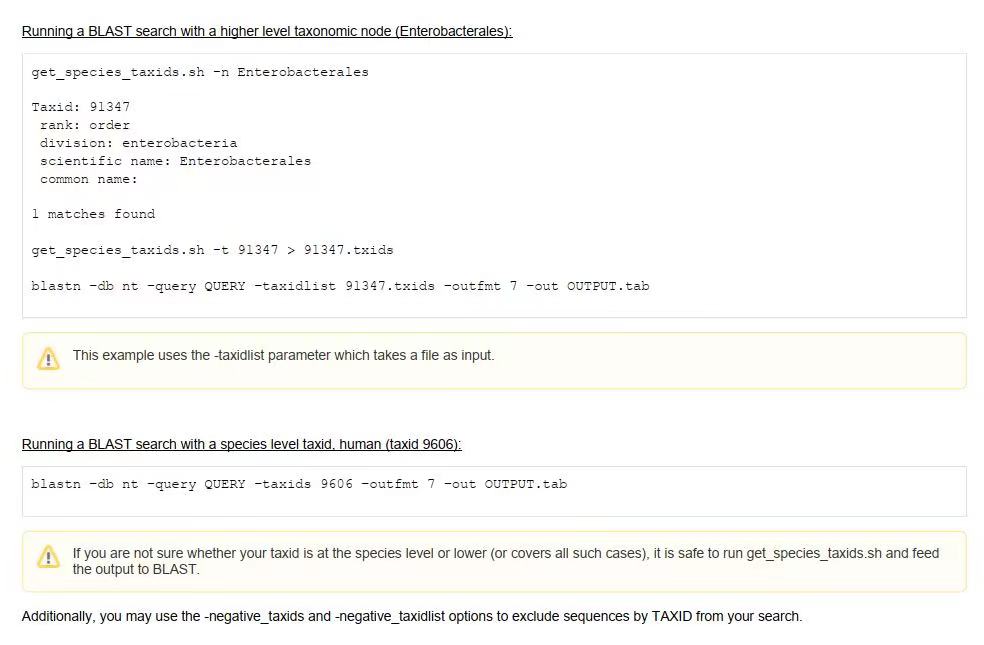 Running a BLAST search with a higher level taxonomic node (Enterobacterales):
get_species_taxids.sh -n Enterobacterales
Taxid: 91347
rank: order
division: enterobacteria
scientific name: Enterobacterales
common name:
1 matches found
get_species_taxids.sh -t 91347 > 91347.txids
blastn -db nt -query QUERY -taxidlist 91347.txids -outfmt 7 -out OUTPUT.tab
This example uses the -taxidlist parameter which takes a file as input.
Running a BLAST search with a species level taxid, human (taxid 9606):
blastn -db nt -query QUERY -taxids 9606 -outfmt 7 -out OUTPUT.tab
If you are not sure whether your taxid is at the species level or lower (or covers all such cases), it is safe to run get_species_taxids.sh and feed
the output to BLAST.
Additionally, you may use the -negative_taxids and -negative_taxidlist options to exclude sequences by TAXID from your search.